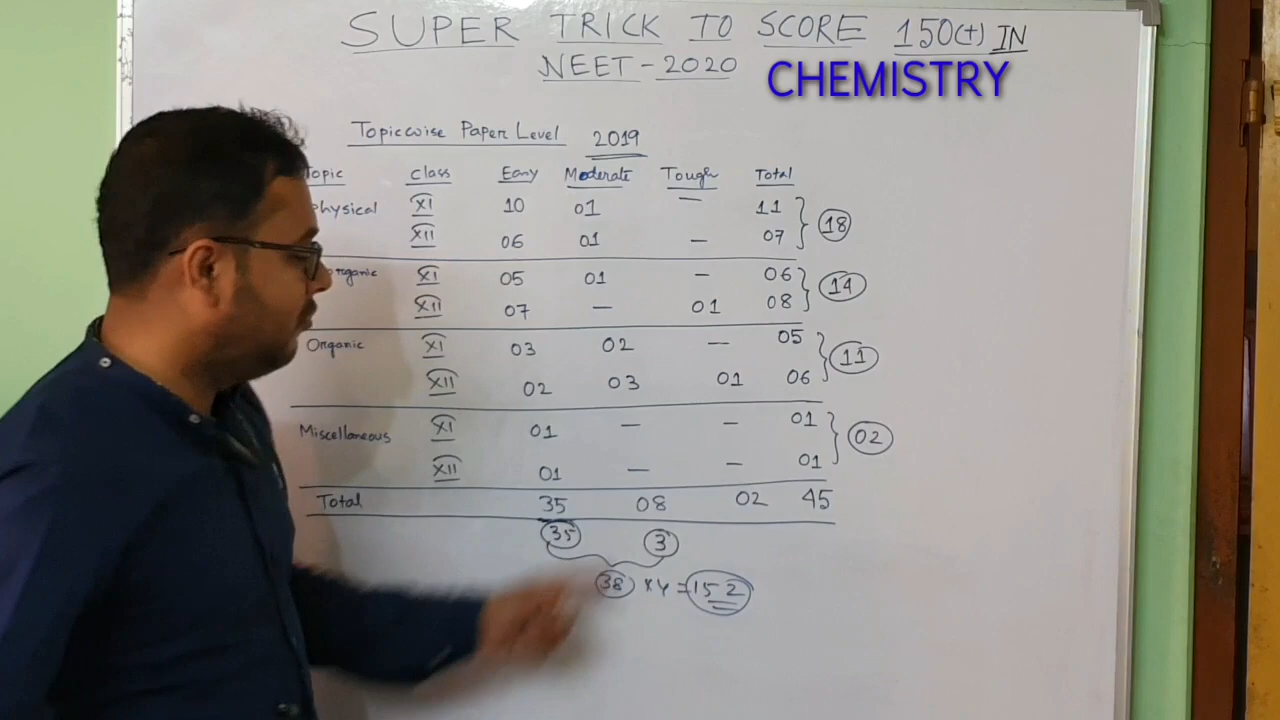 SUPER TRICK TO SCORE 150(+) IN
NEET-2020 CHEMISTRY
Topicwise Paper Level 2019
Topic Class Easy Moderate Tough Total
Physical XI 10 01 — 11
18
XII 06 01 — 07
organic XI 05 01 — 06
14
XII 07 — 01 08
Organic XI 03 02 — 05
11
XII 02 03 01 06
Miscellaneous XI 01 — — 01
02
XII 01 — — 01
Total 35 08 02 45
35 3
38 x 4 = 152